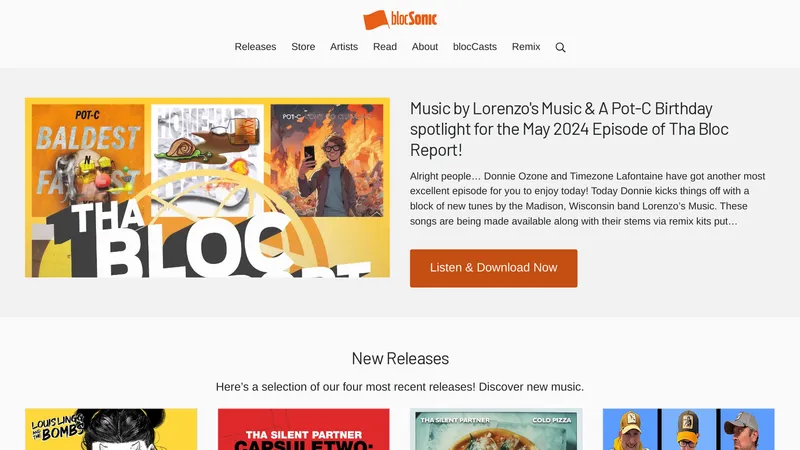 blocSonic
Releases Store Artists Read About blocCasts Remix
POT-C
BALDEST
N
POT-C
THA
BLOC
Music by Lorenzo's Music & A Pot-C Birthday
spotlight for the May 2024 Episode of Tha Bloc
Report!
Alright people… Donnie Ozone and Timezone Lafontaine have got another most
excellent episode for you to enjoy today! Today Donnie kicks things off with a
block of new tunes by the Madison, Wisconsin band Lorenzo's Music. These
songs are being made available along with their stems via remix kits put…
Listen & Download Now
New Releases
Here's a selection of our four most recent releases! Discover new music.
LOUIS LINGG
AND THE BOMBS
THA SILENT PARTNER
CAPSULETWO:
THA SILENT PARTNER COLD PIZZA